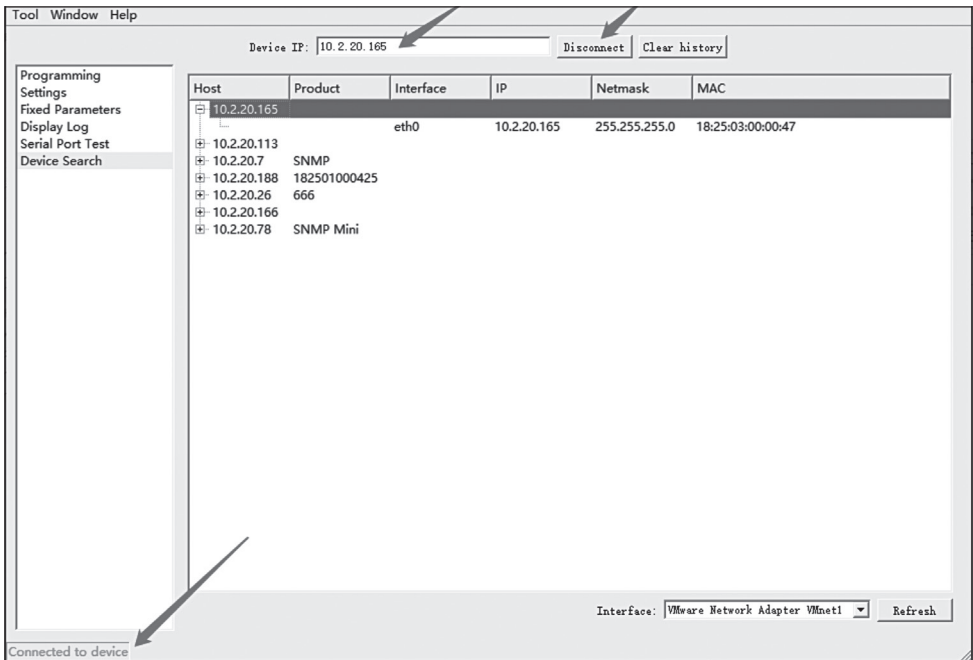 Tool Window Help
Device IP: 10.2.20.165 Disconnect Clear history
Programming
Settings
Fixed Parameters
Display Log
Serial Port Test
Device Search
Host Product Interface IP Netmask MAC
10.2.20.165
eth0 10.2.20.165 255.255.255.0 18:25:03:00:00:47
10.2.20.113
10.2.20.7 SNMP
10.2.20.188 182501000425
10.2.20.26 666
10.2.20.166
10.2.20.78 SNMP Mini
Interface: VMware Network Adapter VMnet1 Refresh
Connected to device